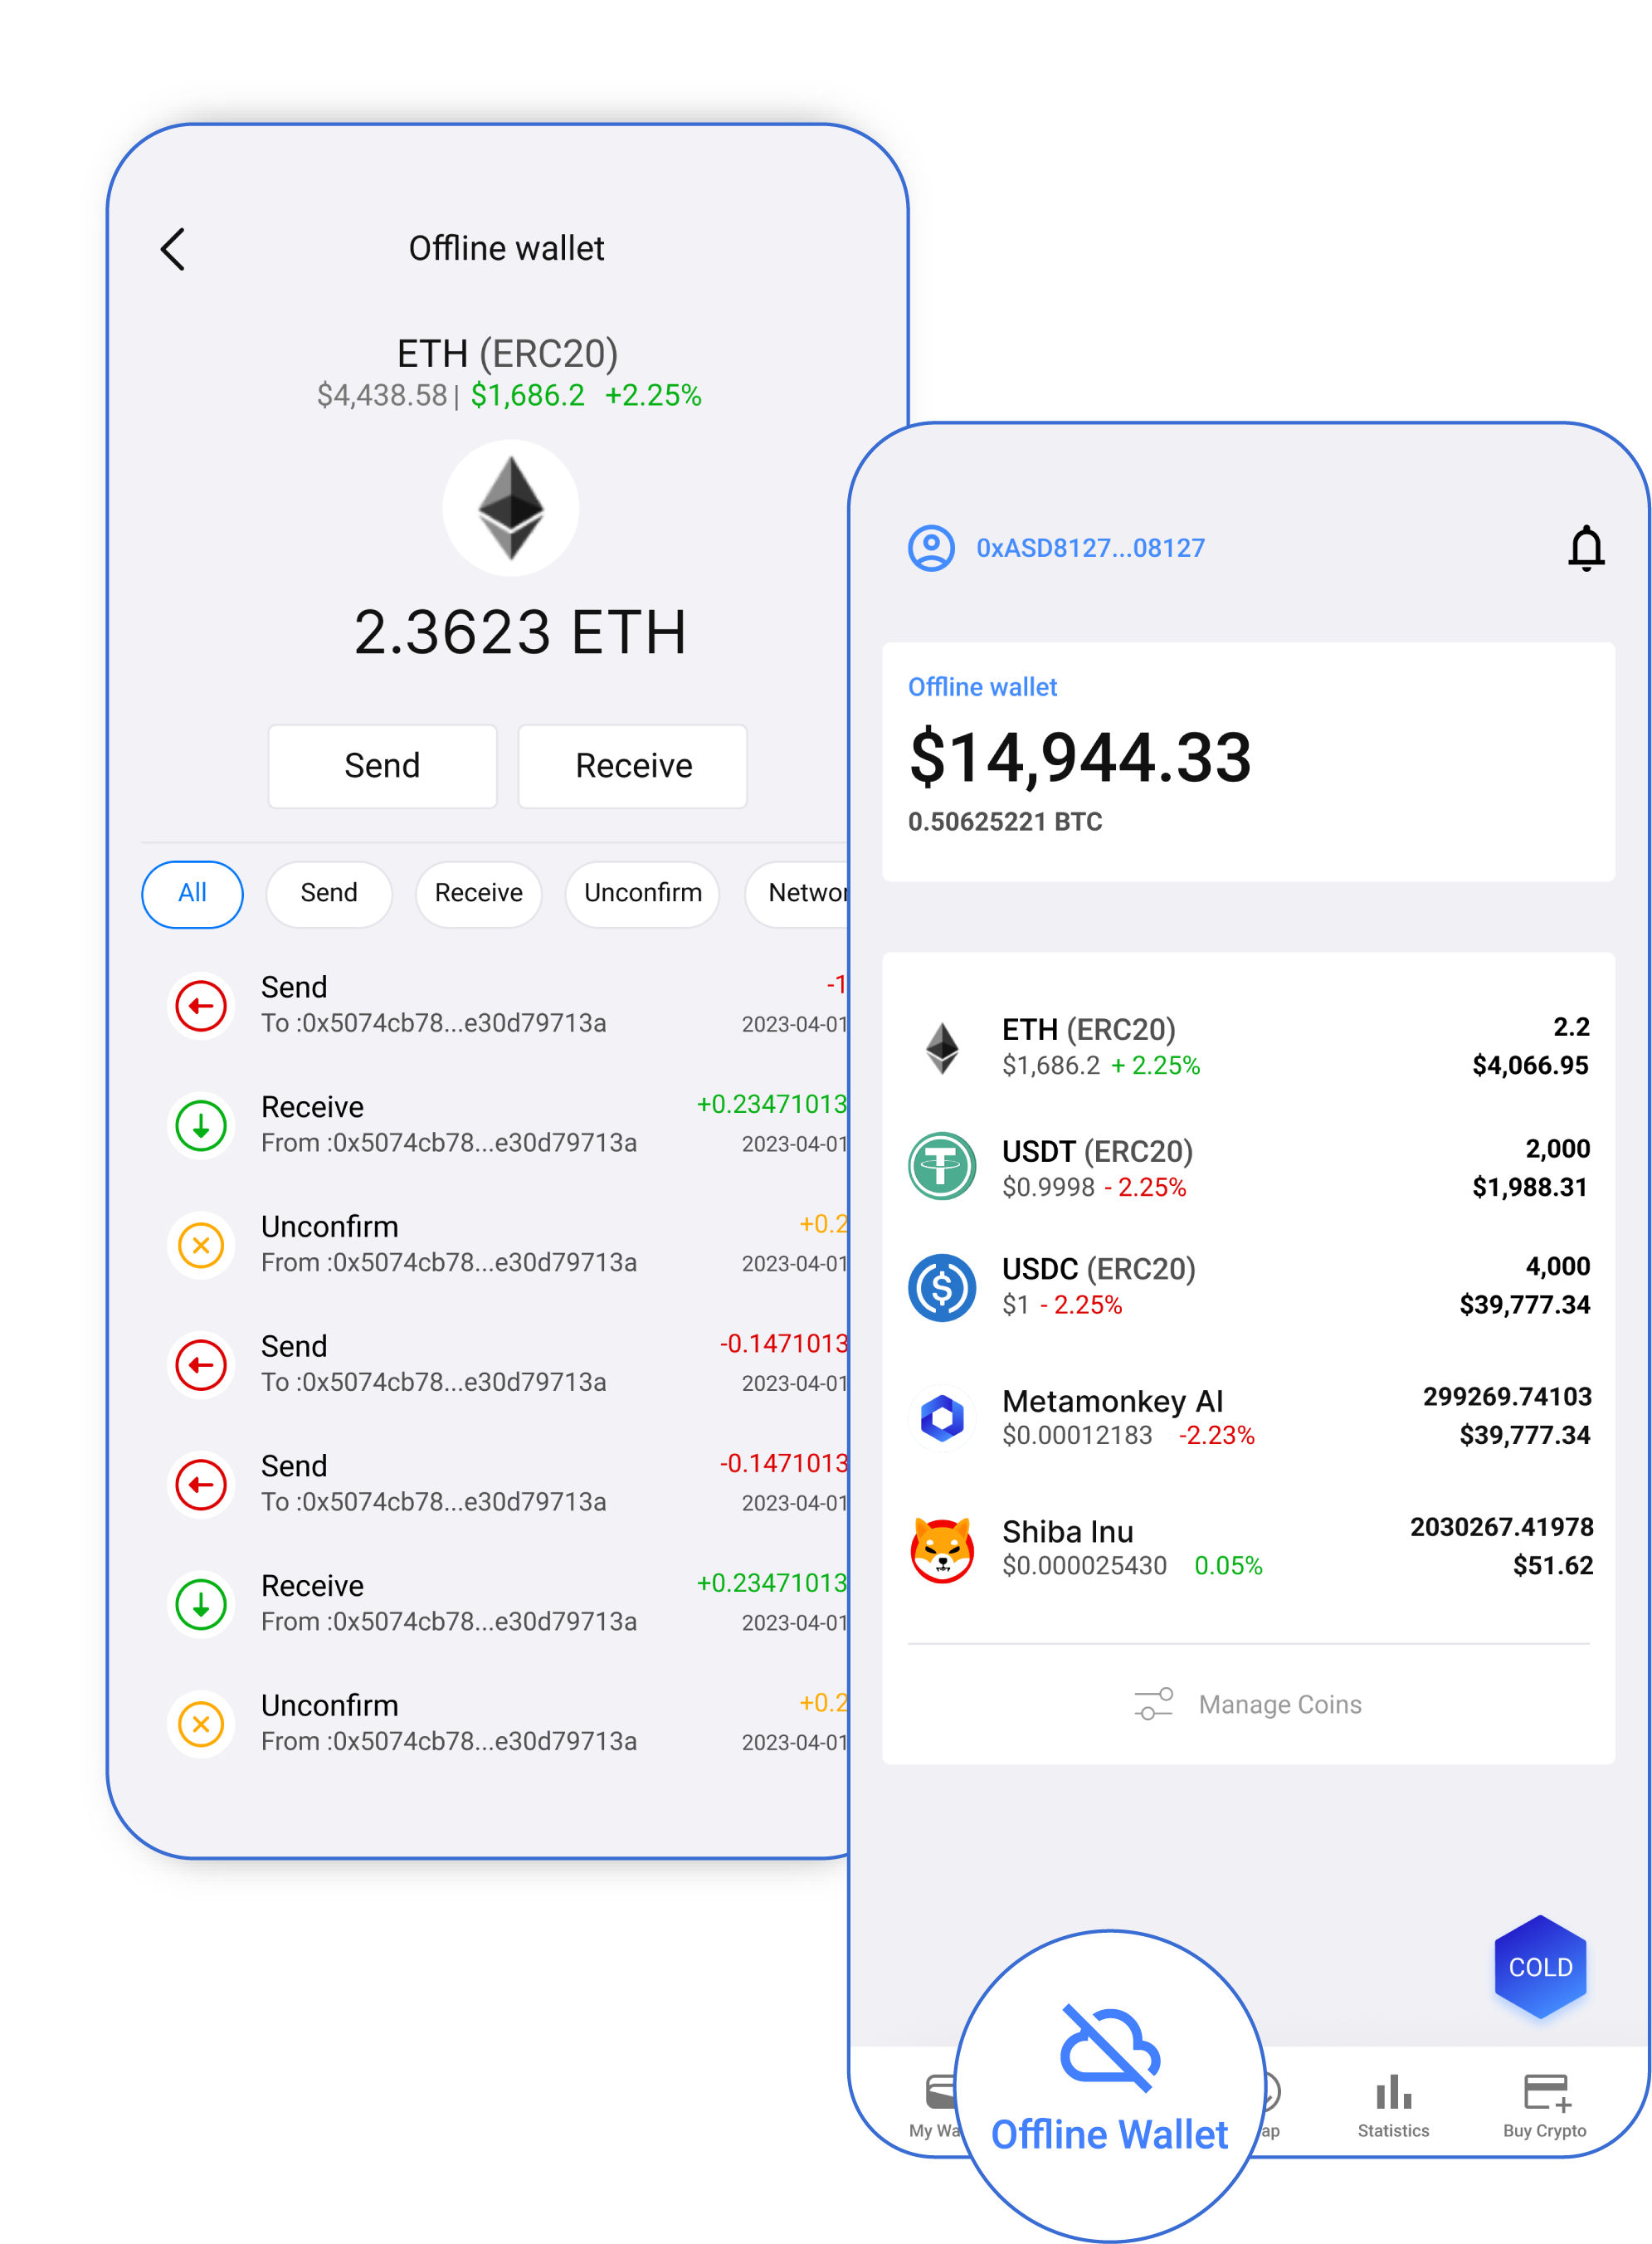 Offline wallet
ETH (ERC20)
$4,438.58| $1,686.2 +2.25%
2.3623 ETH
Send Receive
All Send Receive Unconfirm
Send -1
To :0x5074cb78...e30d79713a 2023-04-01
Receive +0.23471013
From :0x5074cb78...e30d79713a 2023-04-01
Unconfirm +0.2
From :0x5074cb78...e30d79713a 2023-04-01
Send -0.1471013
To :0x5074cb78...e30d79713a 2023-04-01
Send -0.1471013
To :0x5074cb78...e30d79713a 2023-04-01
Receive +0.23471013
From :0x5074cb78...e30d79713a 2023-04-01
Unconfirm +0.2
From :0x5074cb78...e30d79713a 2023-04-01
0xASD8127...08127
Offline wallet
$14,944.33
0.50625221 BTC
ETH (ERC20) 2.2
$1,686.2 + 2.25% $4,066.95
USDT (ERC20) 2,000
$0.9998 - 2.25% $1,988.31
USDC (ERC20) 4,000
$1 - 2.25% $39,777.34
Metamonkey AI 299269.74103
$0.00012183 -2.23% $39,777.34
Shiba Inu 2030267.41978
$0.000025430 0.05% $51.62
Manage Coins
COLD
My
Offline Wallet
Statistics
Buy Crypto